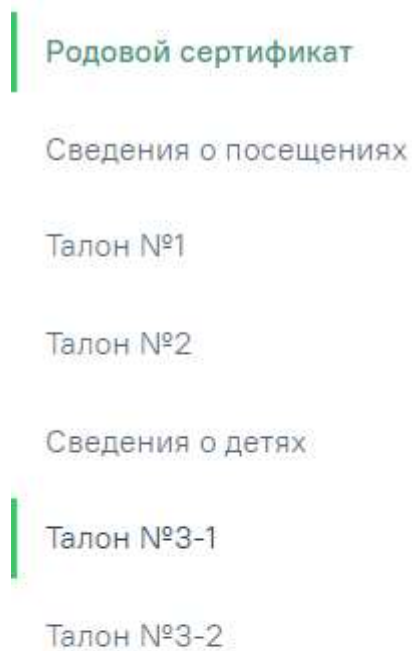 Родовой сертификат
Сведения о посещениях
Талон №1
Талон №2
Сведения о детях
Талон №3-1
Талон №3-2